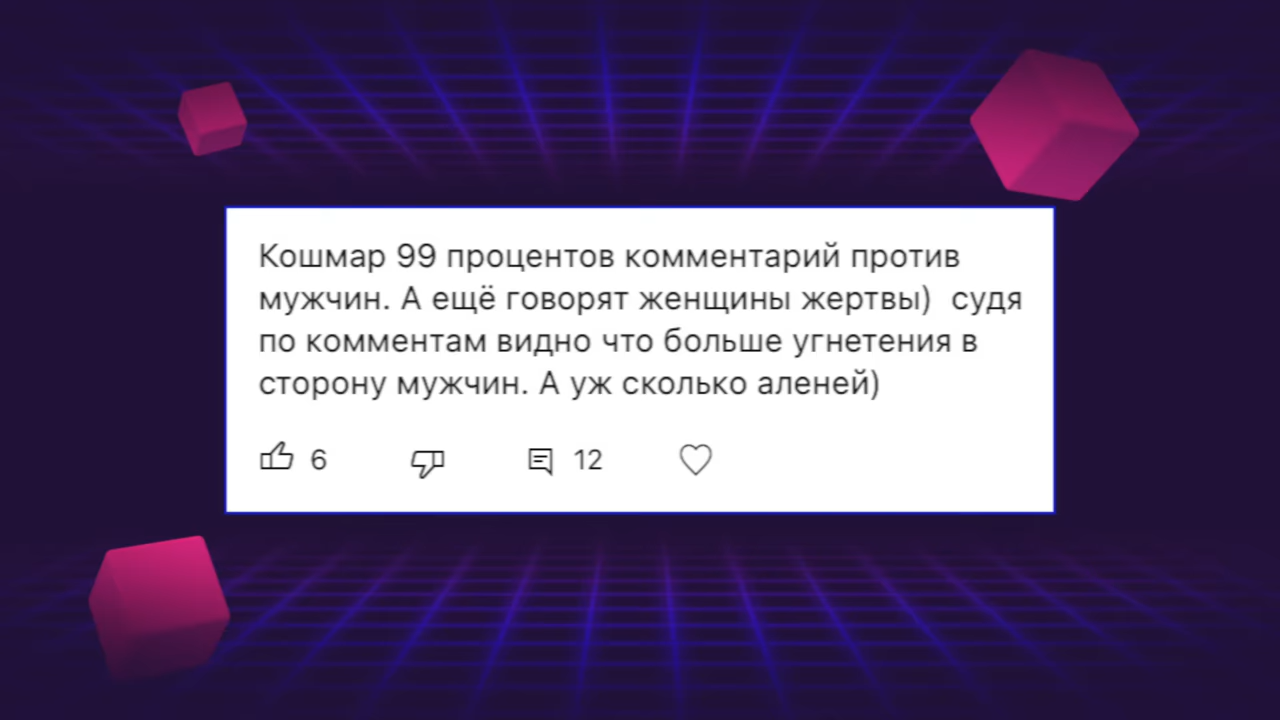 Кошмар 99 процентов комментарий против
мужчин. А ещё говорят женщины жертвы)  судя
по комментам видно что больше угнетения в
сторону мужчин. А уж сколько аленей)
6 12